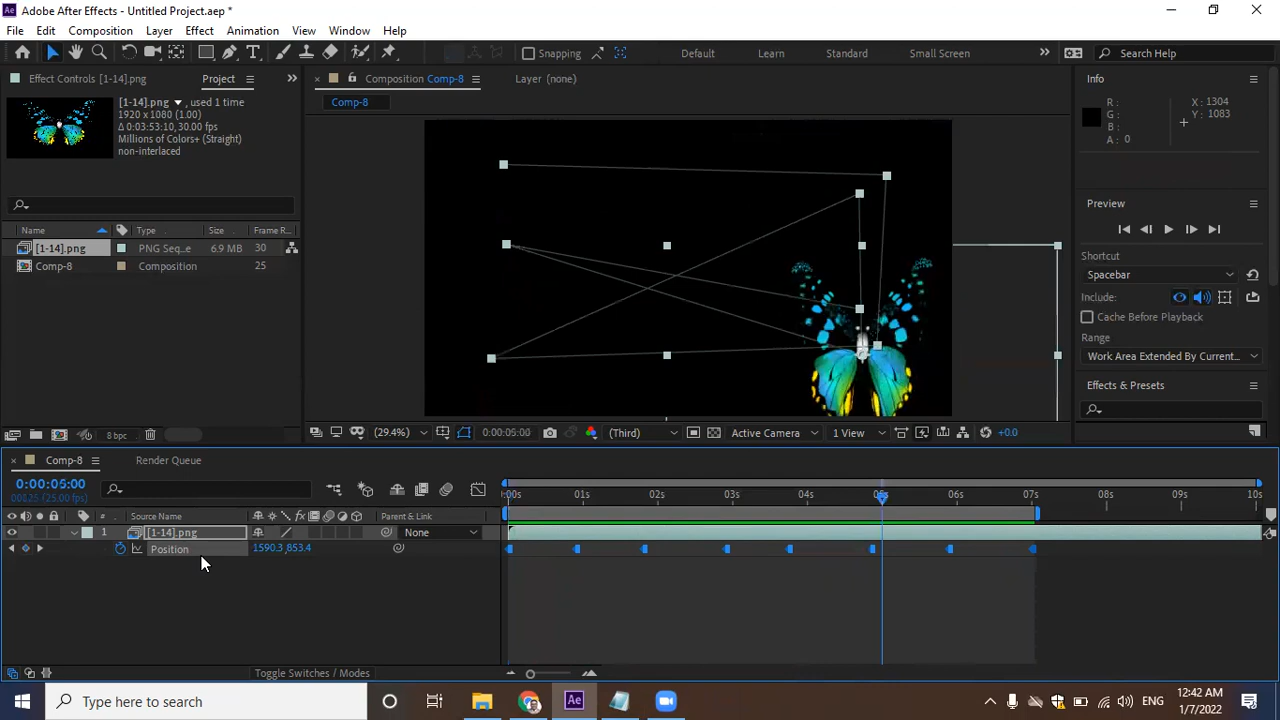 Adobe After Effects - Untitled Project.aep *
File Edit Composition Layer Effect Animation View Window Help
Snapping Default Learn Standard Small Screen Search Help
Effect Controls [1-14].png Project
[1-14].png , used 1 time
1920 x 1080 (1.00)
Δ 0:03:53:10, 30.00 fps
Millions of Colors+ (Straight)
non-interlaced
Name Type Size Frame R...
[1-14].png PNG Seq...e 6.9 MB 30
Comp-8 Composition 25
8 bpc
Composition Comp-8 Layer (none)
Comp-8
(29.4%) 0:00:05:00 (Third) Active Camera 1 View +0.0
Info
R :
G :
B :
A : 0
X : 1304
Y : 1083
Preview
Shortcut
Spacebar
Include:
Cache Before Playback
Range
Work Area Extended By Current...
Effects & Presets
Comp-8 Render Queue
0:00:05:00
00125 (25.00 fps)
:00s 01s 02s 03s 04s 05s 06s 07s 08s 09s 10s
# Source Name Parent & Link
1 [1-14].png None
Position 1590.3,853.4
Toggle Switches / Modes
Type here to search
ENG
12:42 AM
1/7/2022